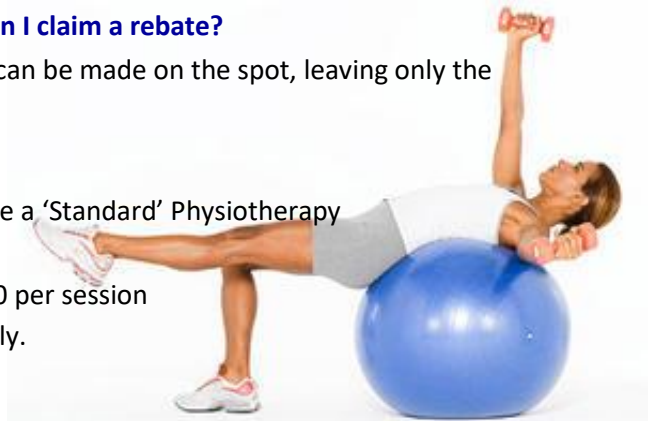 n I claim a rebate?
can be made on the spot, leaving only the
e a ‘Standard’ Physiotherapy
0 per session
ly.